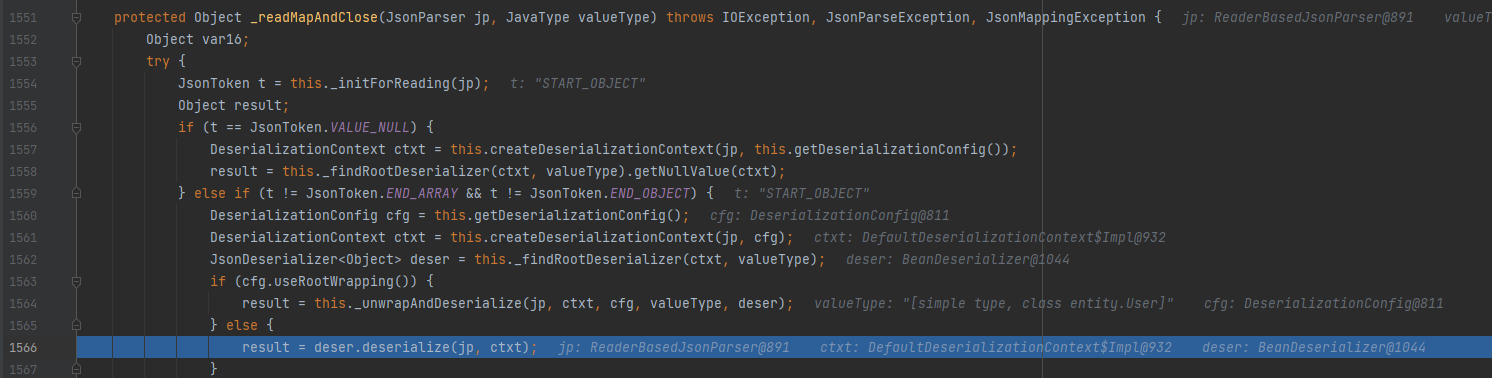 1551 protected Object _readMapAndClose(JsonParser jp, JavaType valueType) throws IOException, JsonParseException, JsonMappingException { jp: ReaderBasedJsonParser@891 valueT
1552 Object var16;
1553 try {
1554 JsonToken t = this._initForReading(jp); t: "START_OBJECT"
1555 Object result;
1556 if (t == JsonToken.VALUE_NULL) {
1557 DeserializationContext ctxt = this.createDeserializationContext(jp, this.getDeserializationConfig());
1558 result = this._findRootDeserializer(ctxt, valueType).getNullValue(ctxt);
1559 } else if (t != JsonToken.END_ARRAY && t != JsonToken.END_OBJECT) { t: "START_OBJECT"
1560 DeserializationConfig cfg = this.getDeserializationConfig(); cfg: DeserializationConfig@811
1561 DeserializationContext ctxt = this.createDeserializationContext(jp, cfg); ctxt: DefaultDeserializationContext$Impl@932
1562 JsonDeserializer<Object> deser = this._findRootDeserializer(ctxt, valueType); deser: BeanDeserializer@1044
1563 if (cfg.useRootWrapping()) {
1564 result = this._unwrapAndDeserialize(jp, ctxt, cfg, valueType, deser); valueType: "[simple type, class entity.User]" cfg: DeserializationConfig@811
1565 } else {
1566 result = deser.deserialize(jp, ctxt); jp: ReaderBasedJsonParser@891 ctxt: DefaultDeserializationContext$Impl@932 deser: BeanDeserializer@1044
1567 }